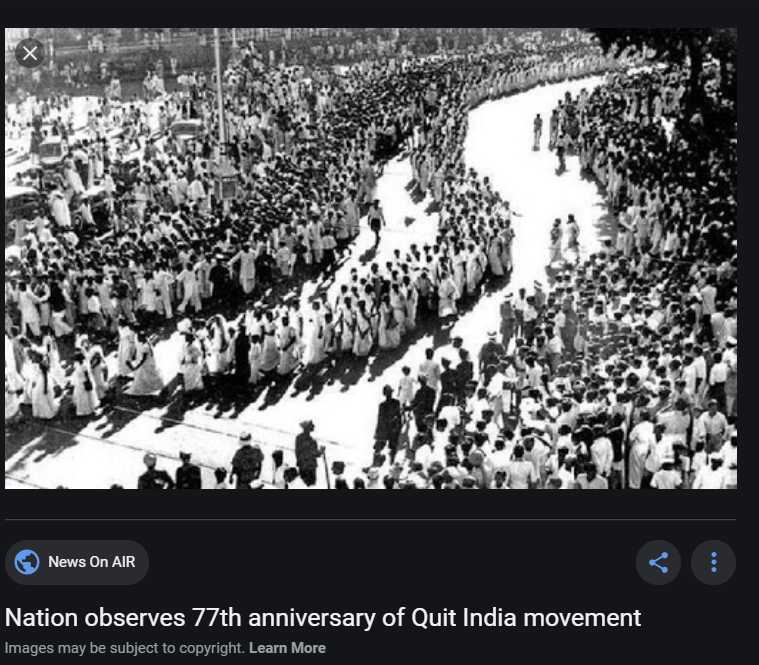 News On AIR
Nation observes 77th anniversary of Quit India movement
Images may be subject to copyright. Learn More